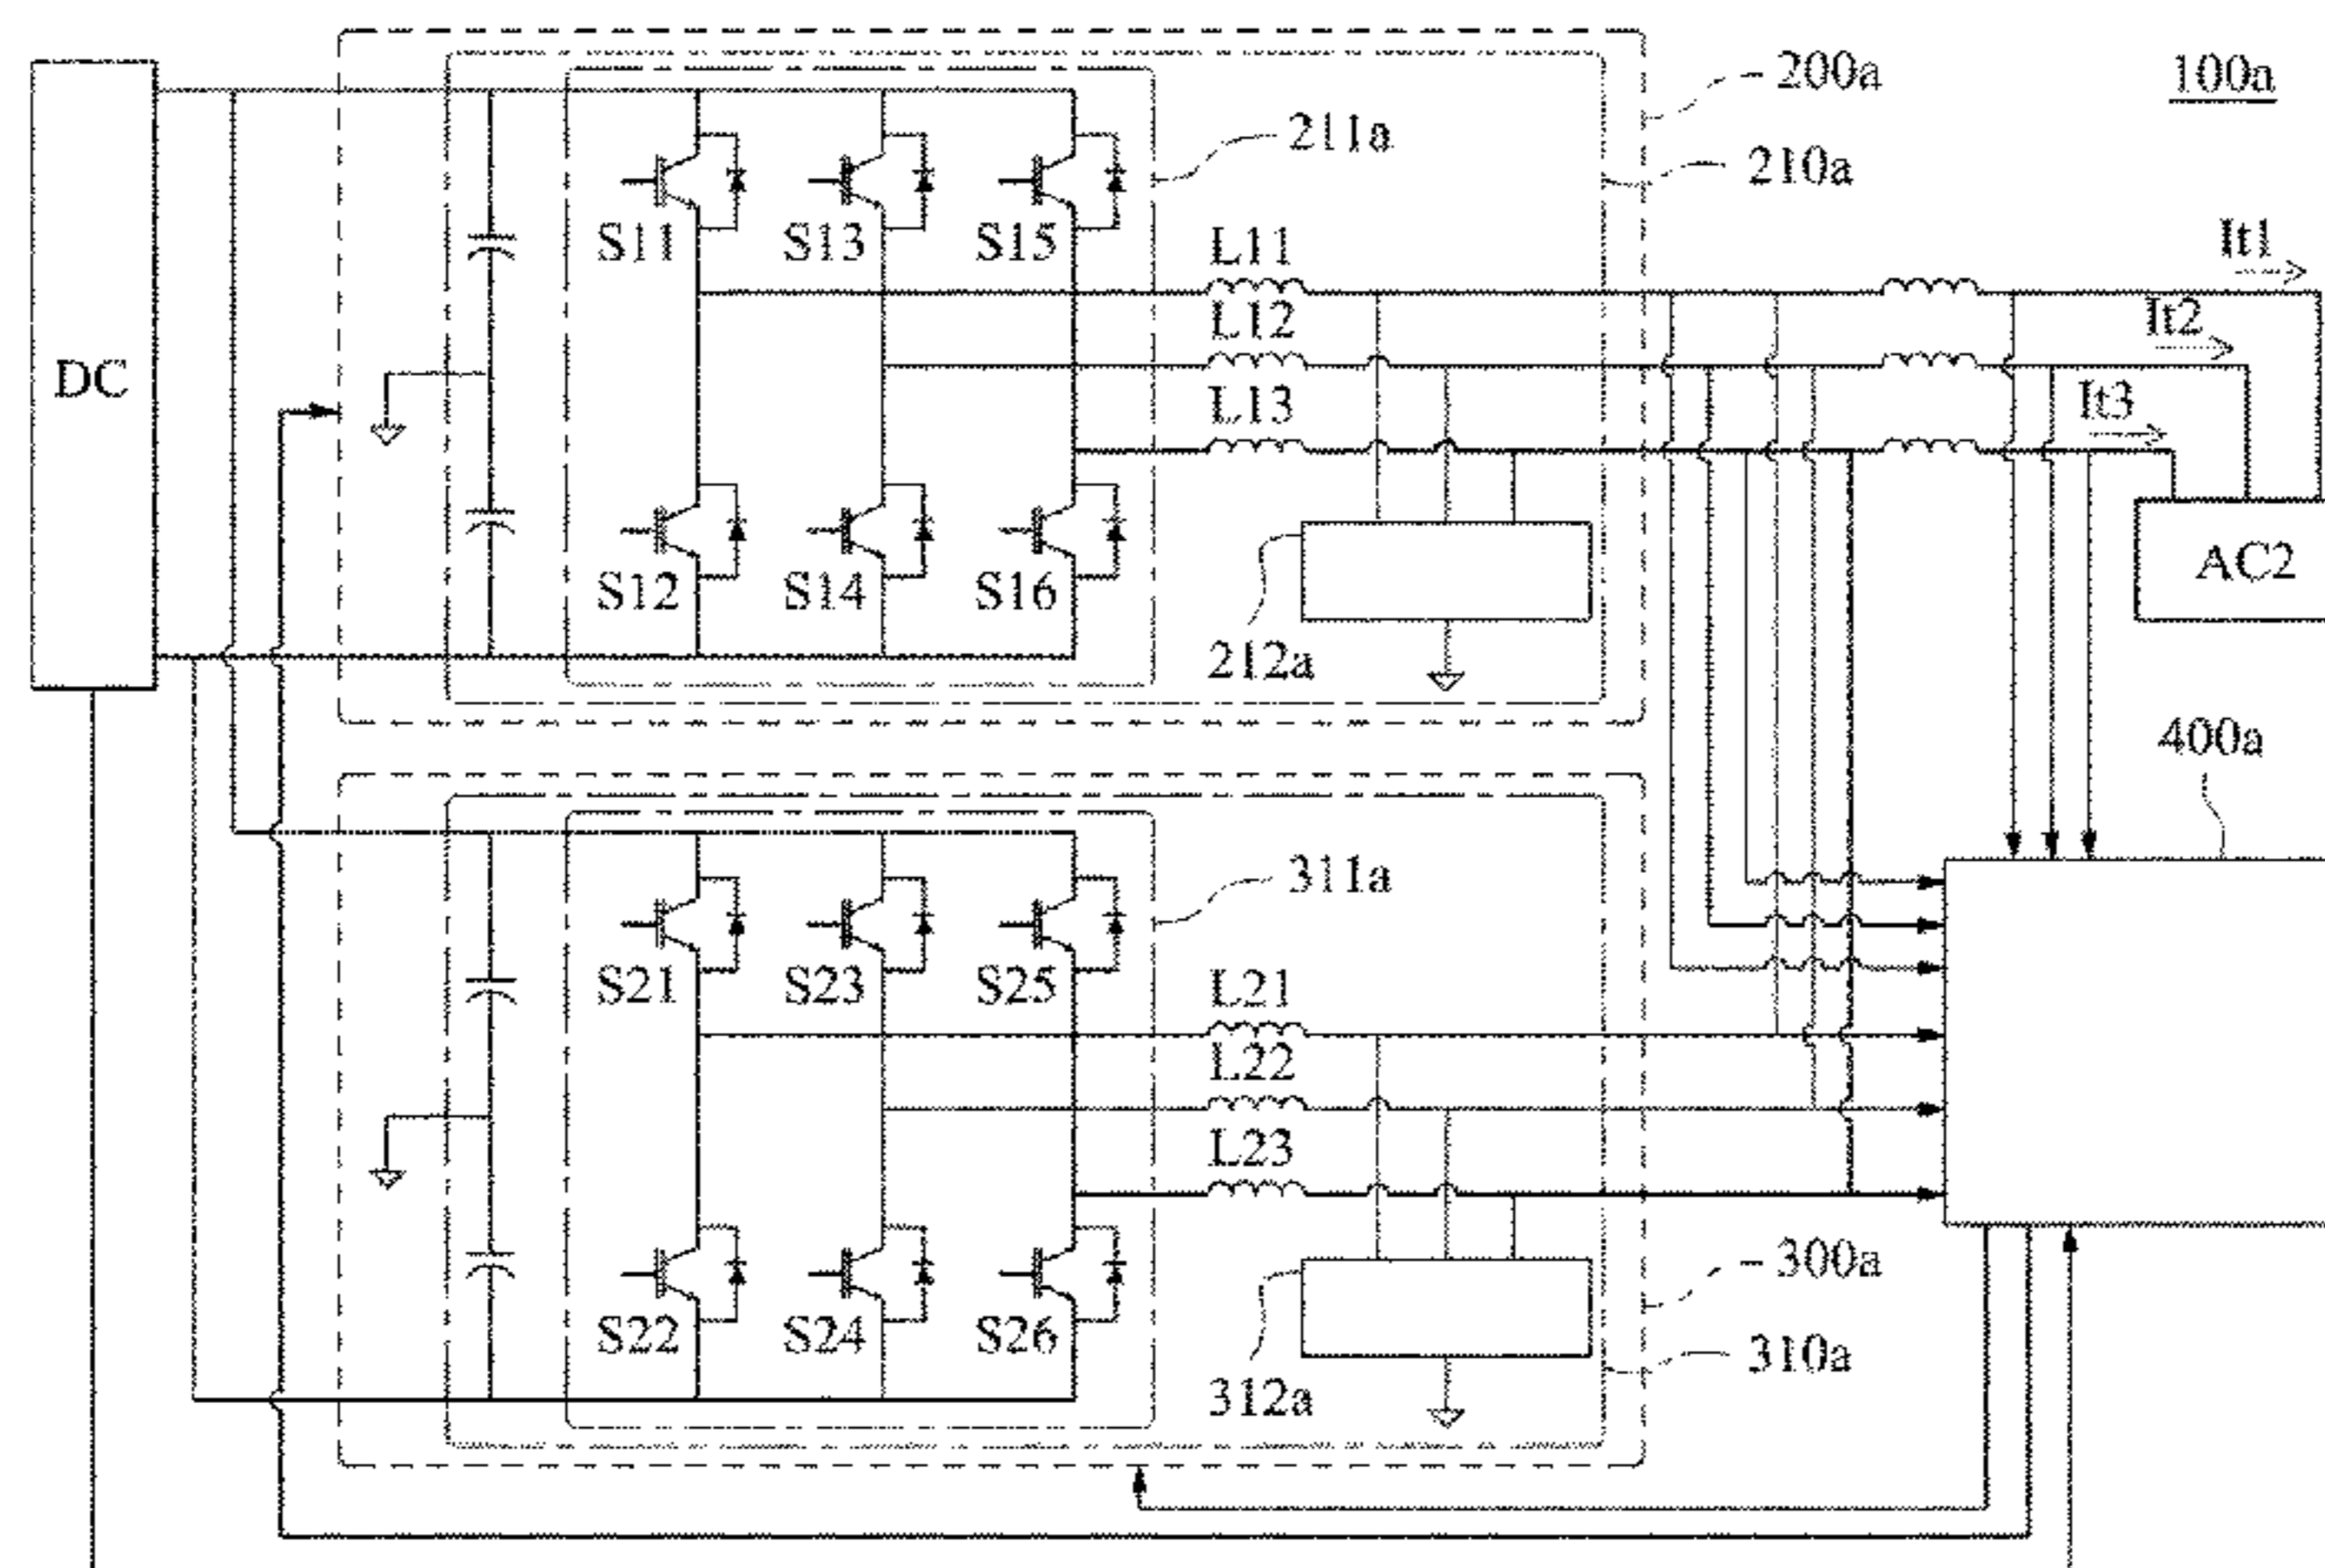 200a
100a
211a
210a
S11
S13
S15
L11
It1
L12
It2
DC
L13
It3
AC2
S12
S14
S16
212a
400a
311a
S21
S23
S25
L21
L22
L23
300a
S22
S24
S26
310a
312a